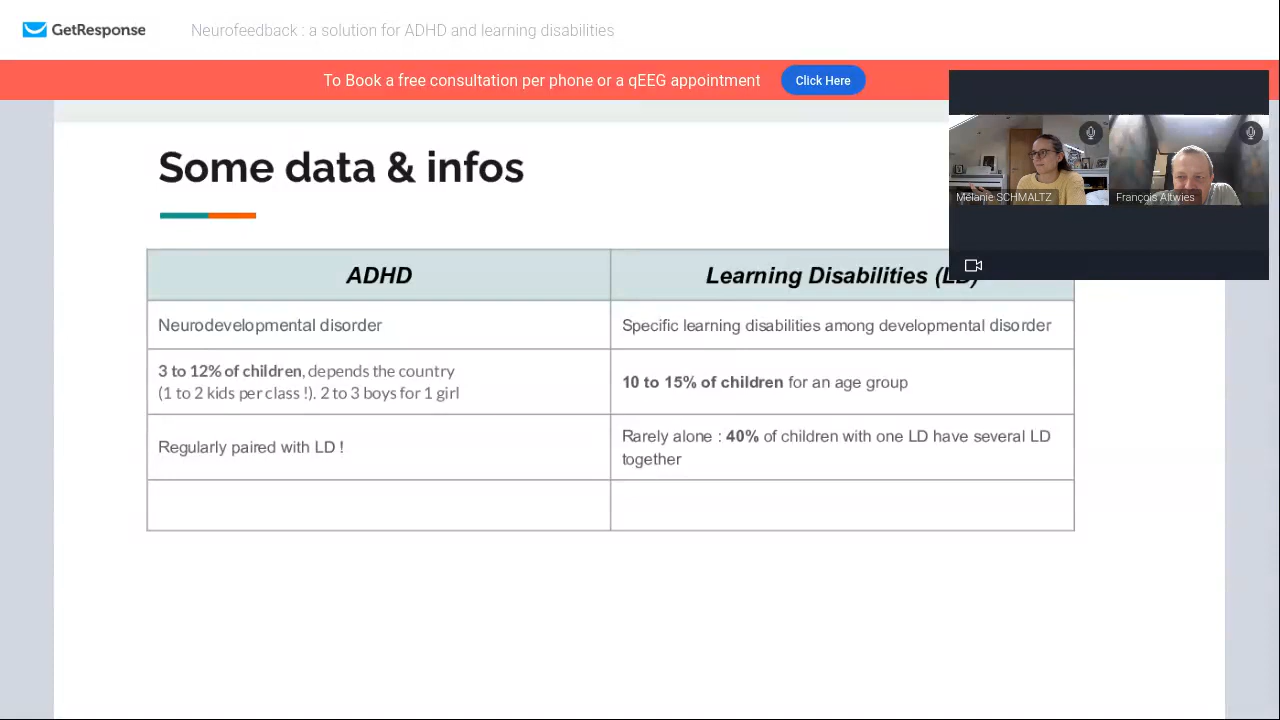 GetResponse
Neurofeedback : a solution for ADHD and learning disabilities
To Book a free consultation per phone or a qEEG appointment
Click Here
Mélanie SCHMALTZ
François Altwies
Some data & infos
ADHD
Learning Disabilities (LD)
Neurodevelopmental disorder
Specific learning disabilities among developmental disorder
3 to 12% of children, depends the country
(1 to 2 kids per class !). 2 to 3 boys for 1 girl
10 to 15% of children for an age group
Regularly paired with LD !
Rarely alone : 40% of children with one LD have several LD
together